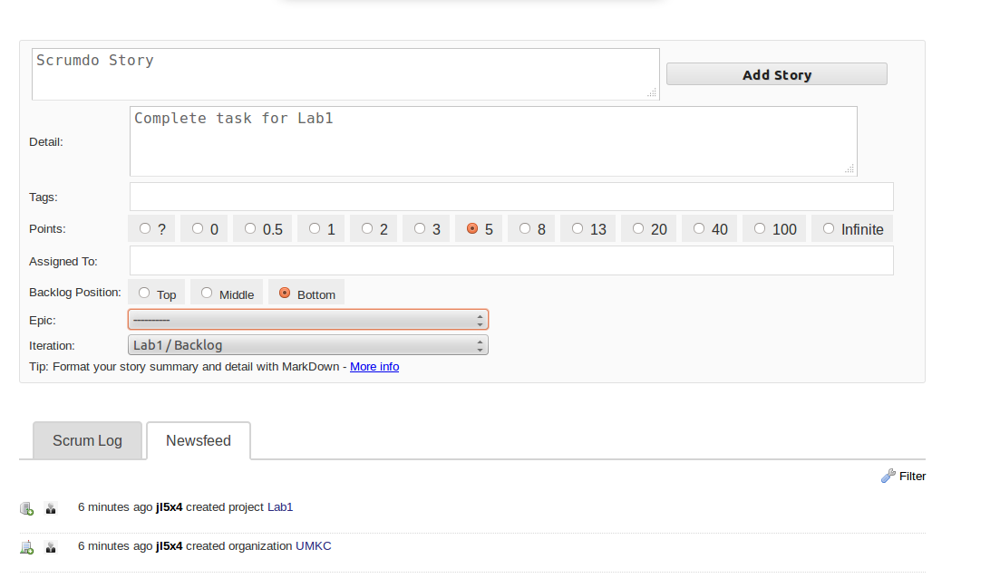 Scrumdo Story
Add Story
Complete task for Lab1
Detail:
Tags:
Points: ? 0 0.5 1 2 3 5 8 13 20 40 100 Infinite
Assigned To:
Backlog Position: Top Middle Bottom
Epic: ----------
Iteration: Lab1 / Backlog
Tip: Format your story summary and detail with MarkDown - More info
Scrum Log Newsfeed
Filter
6 minutes ago jl5x4 created project Lab1
6 minutes ago jl5x4 created organization UMKC